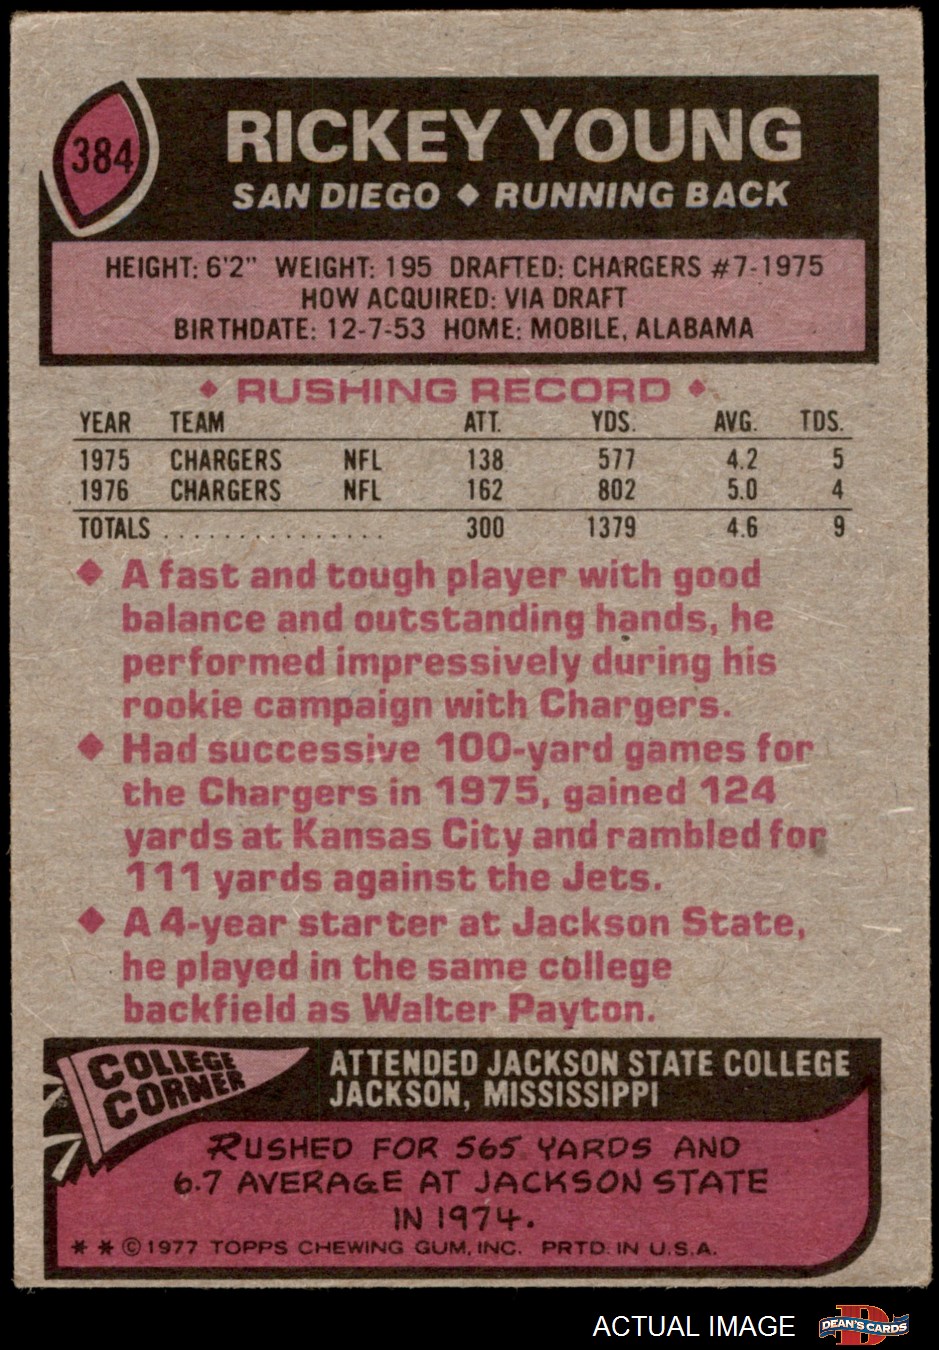 384
RICKEY YOUNG
SAN DIEGO ◆ RUNNING BACK
HEIGHT: 6'2" WEIGHT: 195 DRAFTED: CHARGERS #7-1975
HOW ACQUIRED: VIA DRAFT
BIRTHDATE: 12-7-53 HOME: MOBILE, ALABAMA
◆ RUSHING RECORD ◆
YEAR TEAM ATT. YDS. AVG. TDS.
1975 CHARGERS NFL 138 577 4.2 5
1976 CHARGERS NFL 162 802 5.0 4
TOTALS ............... 300 1379 4.6 9
◆ A fast and tough player with good
balance and outstanding hands, he
performed impressively during his
rookie campaign with Chargers.
◆ Had successive 100-yard games for
the Chargers in 1975, gained 124
yards at Kansas City and rambled for
111 yards against the Jets.
◆ A 4-year starter at Jackson State,
he played in the same college
backfield as Walter Payton.
COLLEGE
CORNER
ATTENDED JACKSON STATE COLLEGE
JACKSON, MISSISSIPPI
RUSHED FOR 565 YARDS AND
6.7 AVERAGE AT JACKSON STATE
IN 1974.
* * © 1977 TOPPS CHEWING GUM, INC. PRTD. IN U.S.A.
ACTUAL IMAGE
DEAN'S CARDS